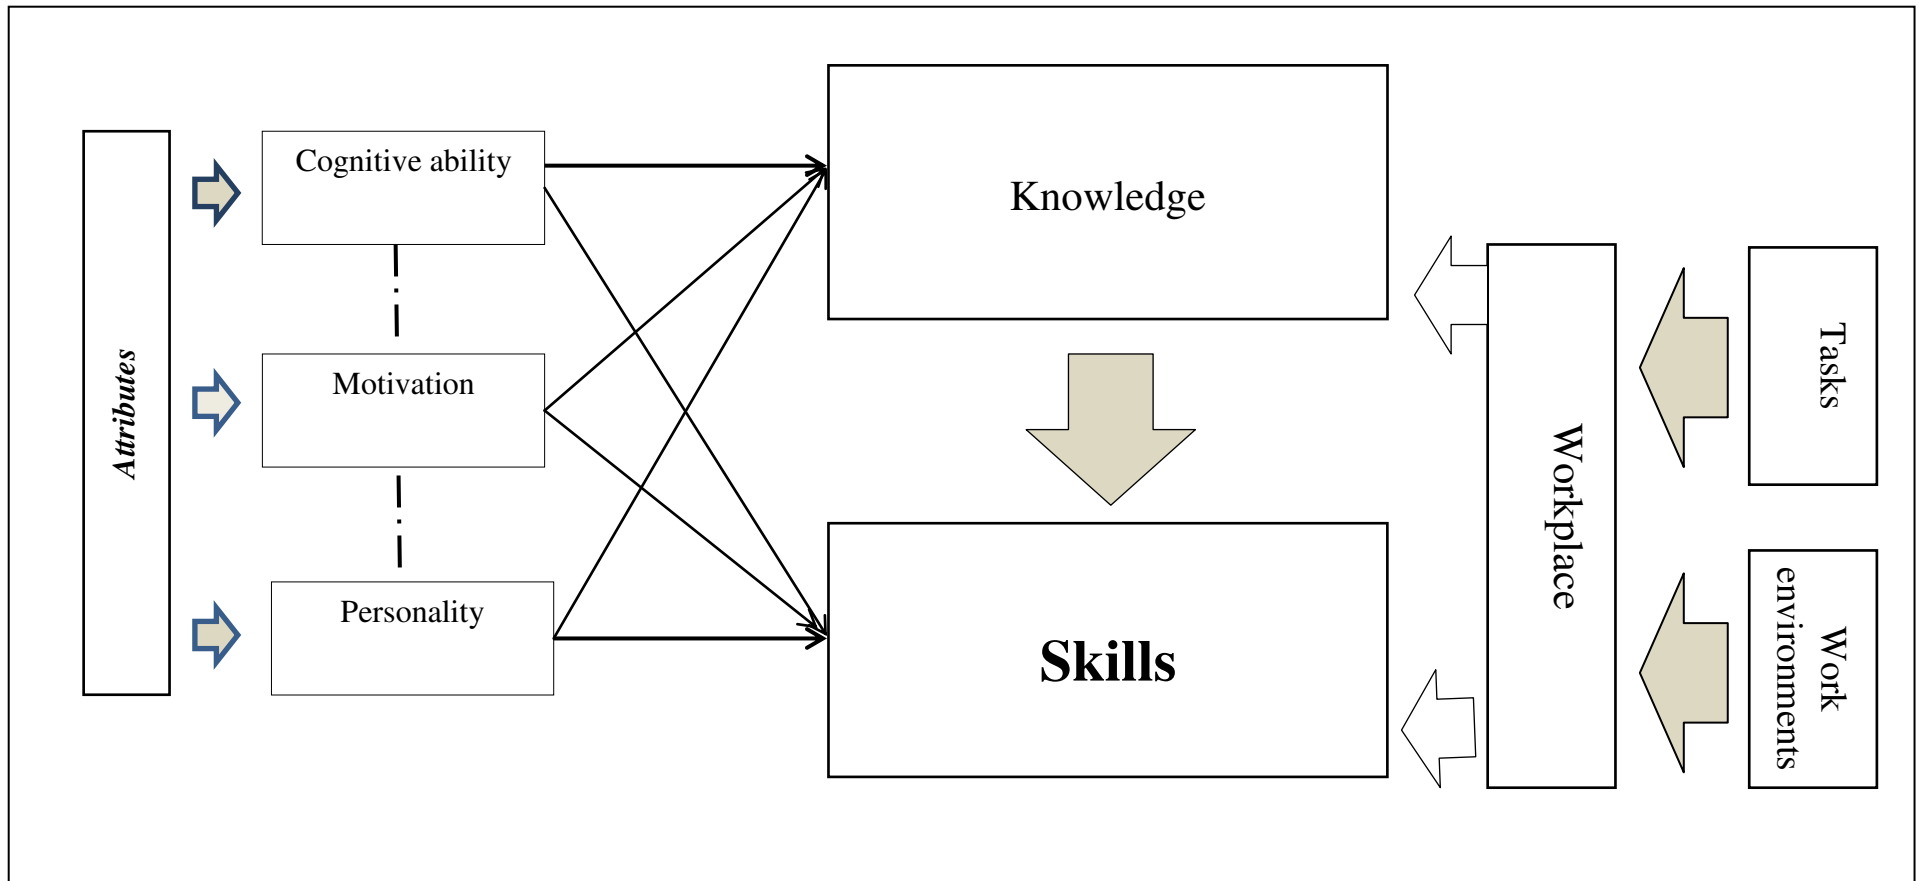 Attributes
Cognitive ability
Motivation
Personality
Knowledge
Skills
Workplace
Tasks
Work
environments